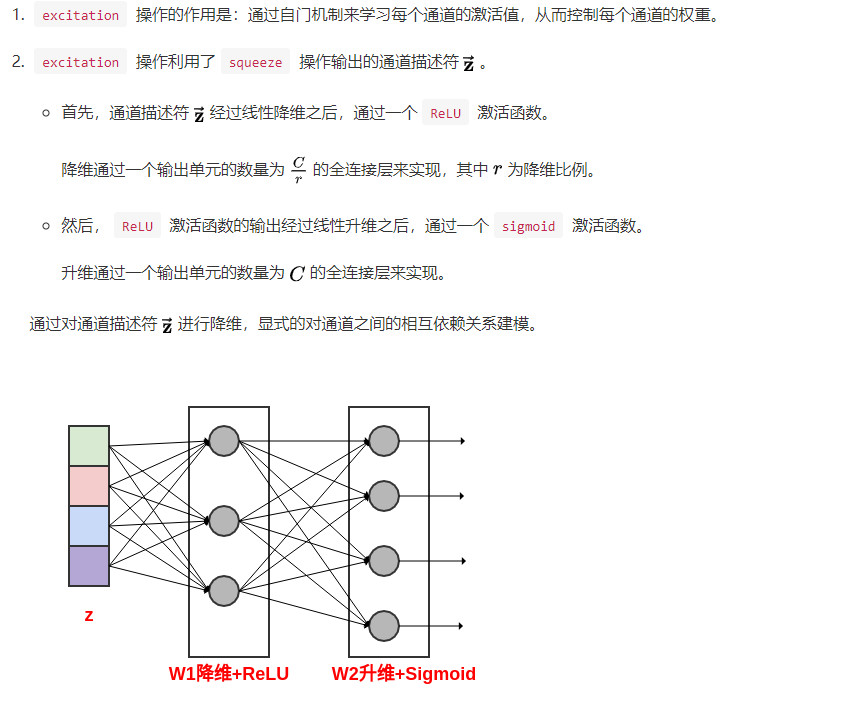 1. excitation 操作的作用是：通过自门机制来学习每个通道的激活值，从而控制每个通道的权重。
2. excitation 操作利用了 squeeze 操作输出的通道描述符 z⃗ 。
首先，通道描述符 z⃗ 经过线性降维之后，通过一个 ReLU 激活函数。
降维通过一个输出单元的数量为 C/r 的全连接层来实现，其中 r 为降维比例。
然后， ReLU 激活函数的输出经过线性升维之后，通过一个 sigmoid 激活函数。
升维通过一个输出单元的数量为 C 的全连接层来实现。
通过对通道描述符 z⃗ 进行降维，显式的对通道之间的相互依赖关系建模。
z
W1降维+ReLU
W2升维+Sigmoid